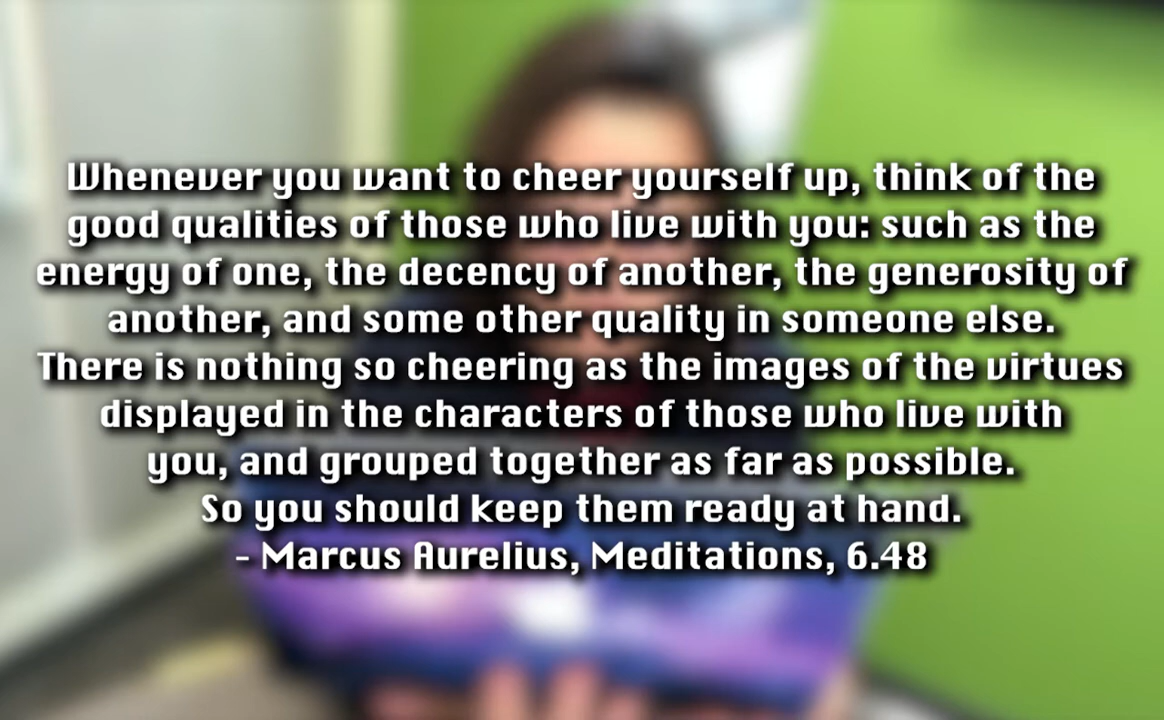 Whenever you want to cheer yourself up, think of the
good qualities of those who live with you: such as the
energy of one, the decency of another, the generosity of
another, and some other quality in someone else.
There is nothing so cheering as the images of the virtues
displayed in the characters of those who live with
you, and grouped together as far as possible.
So you should keep them ready at hand.
- Marcus Aurelius, Meditations, 6.48